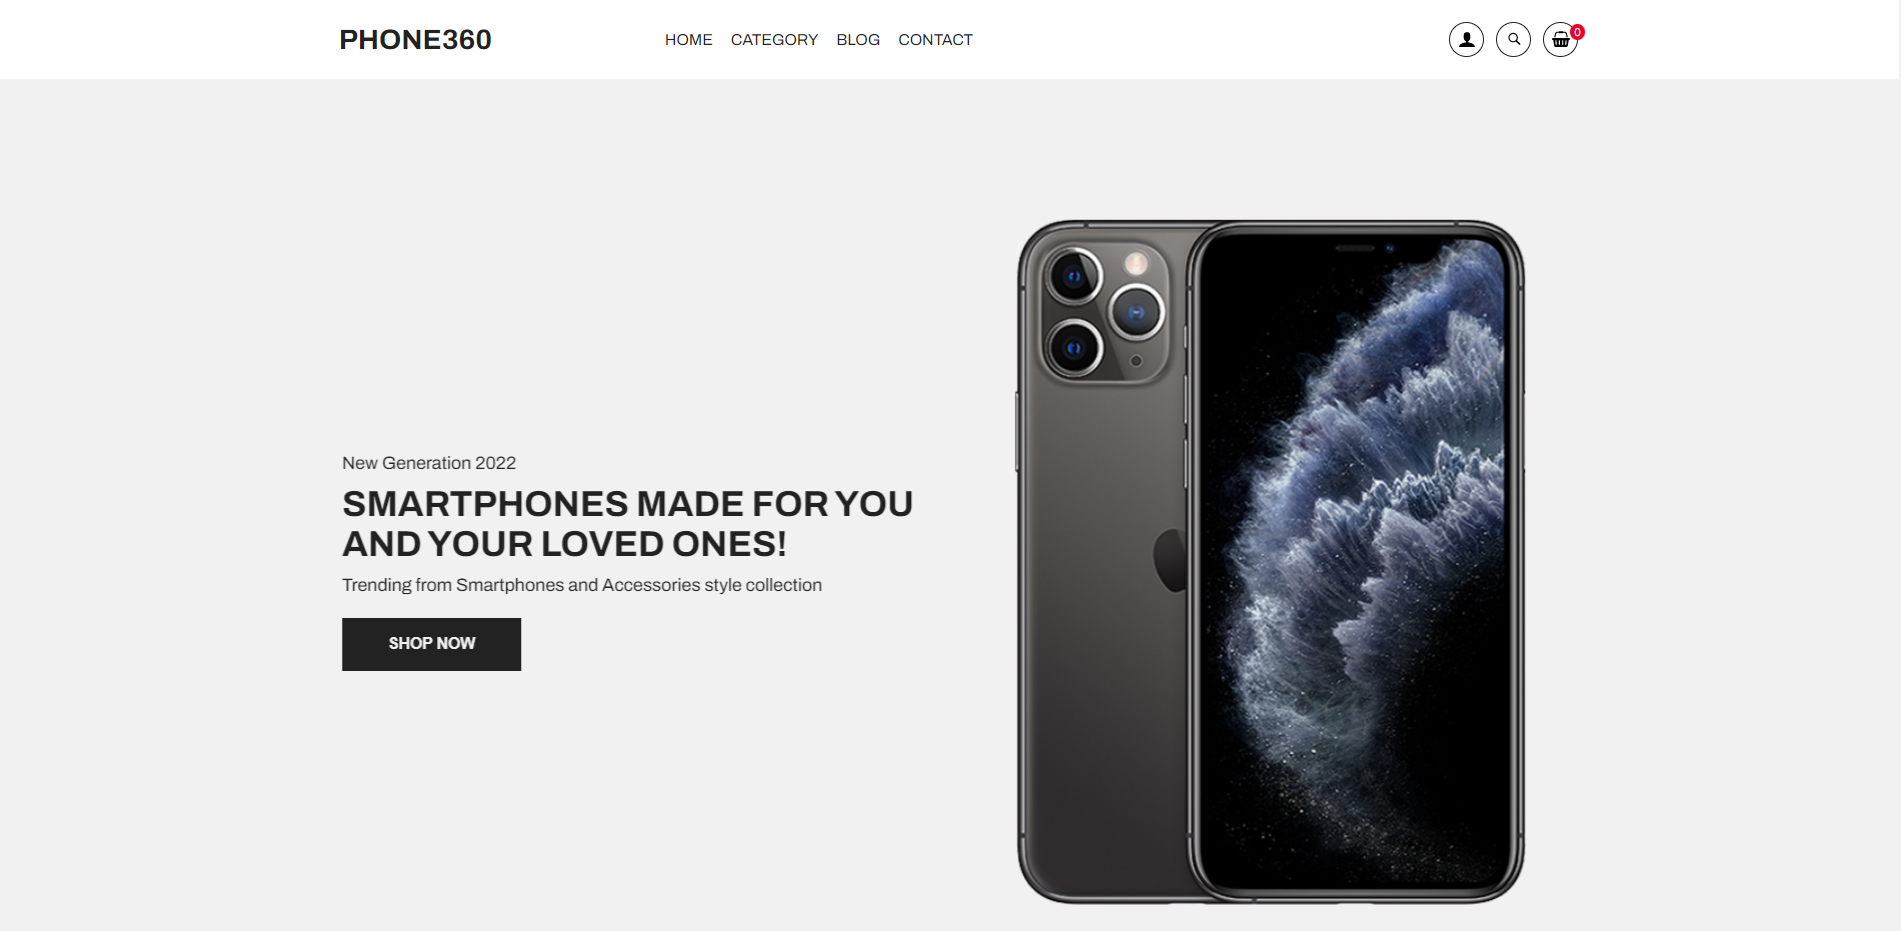 PHONE360
HOME CATEGORY BLOG CONTACT
0
New Generation 2022
SMARTPHONES MADE FOR YOU
AND YOUR LOVED ONES!
Trending from Smartphones and Accessories style collection
SHOP NOW